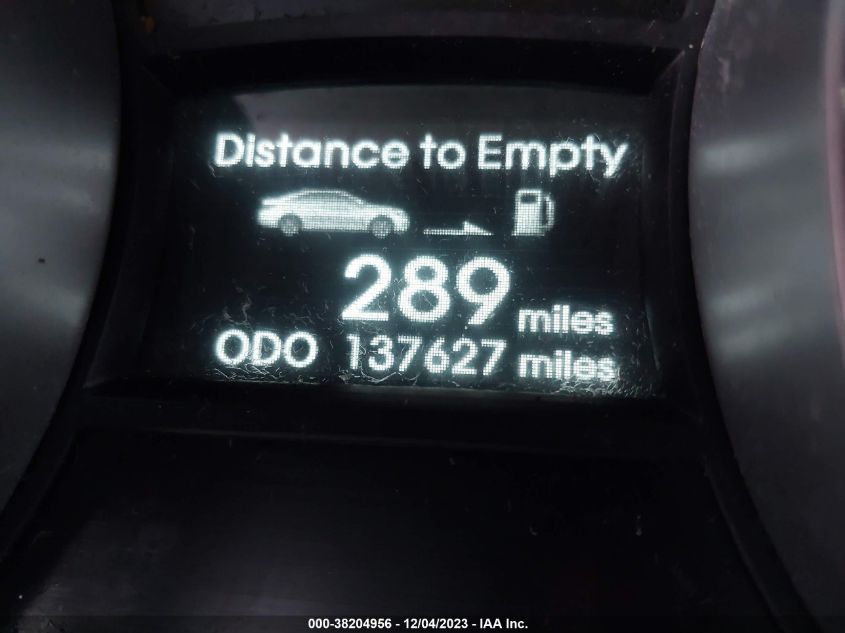 Distance to Empty
289 miles
ODO 137627 miles
000-38204956 - 12/04/2023 - IAA Inc.